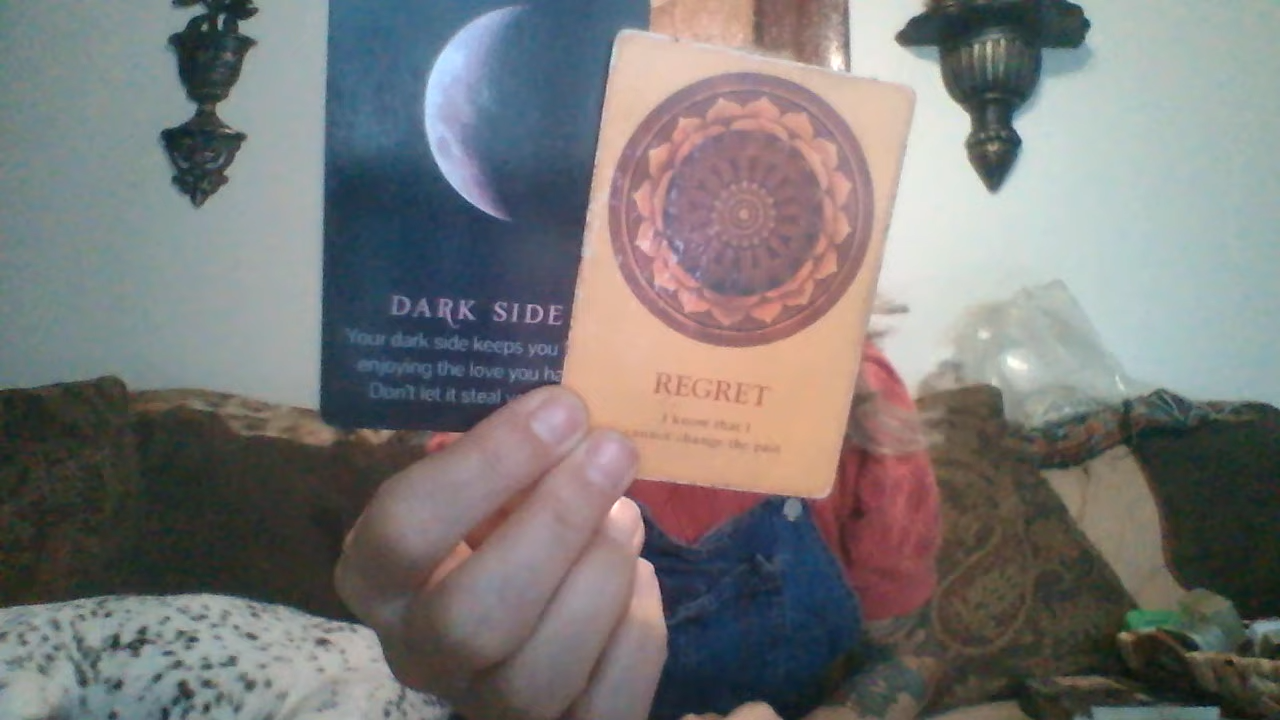 DARK SIDE
Your dark side keeps you
enjoying the love you ha
Don't let it steal
REGRET
I know that I
cannot change the past